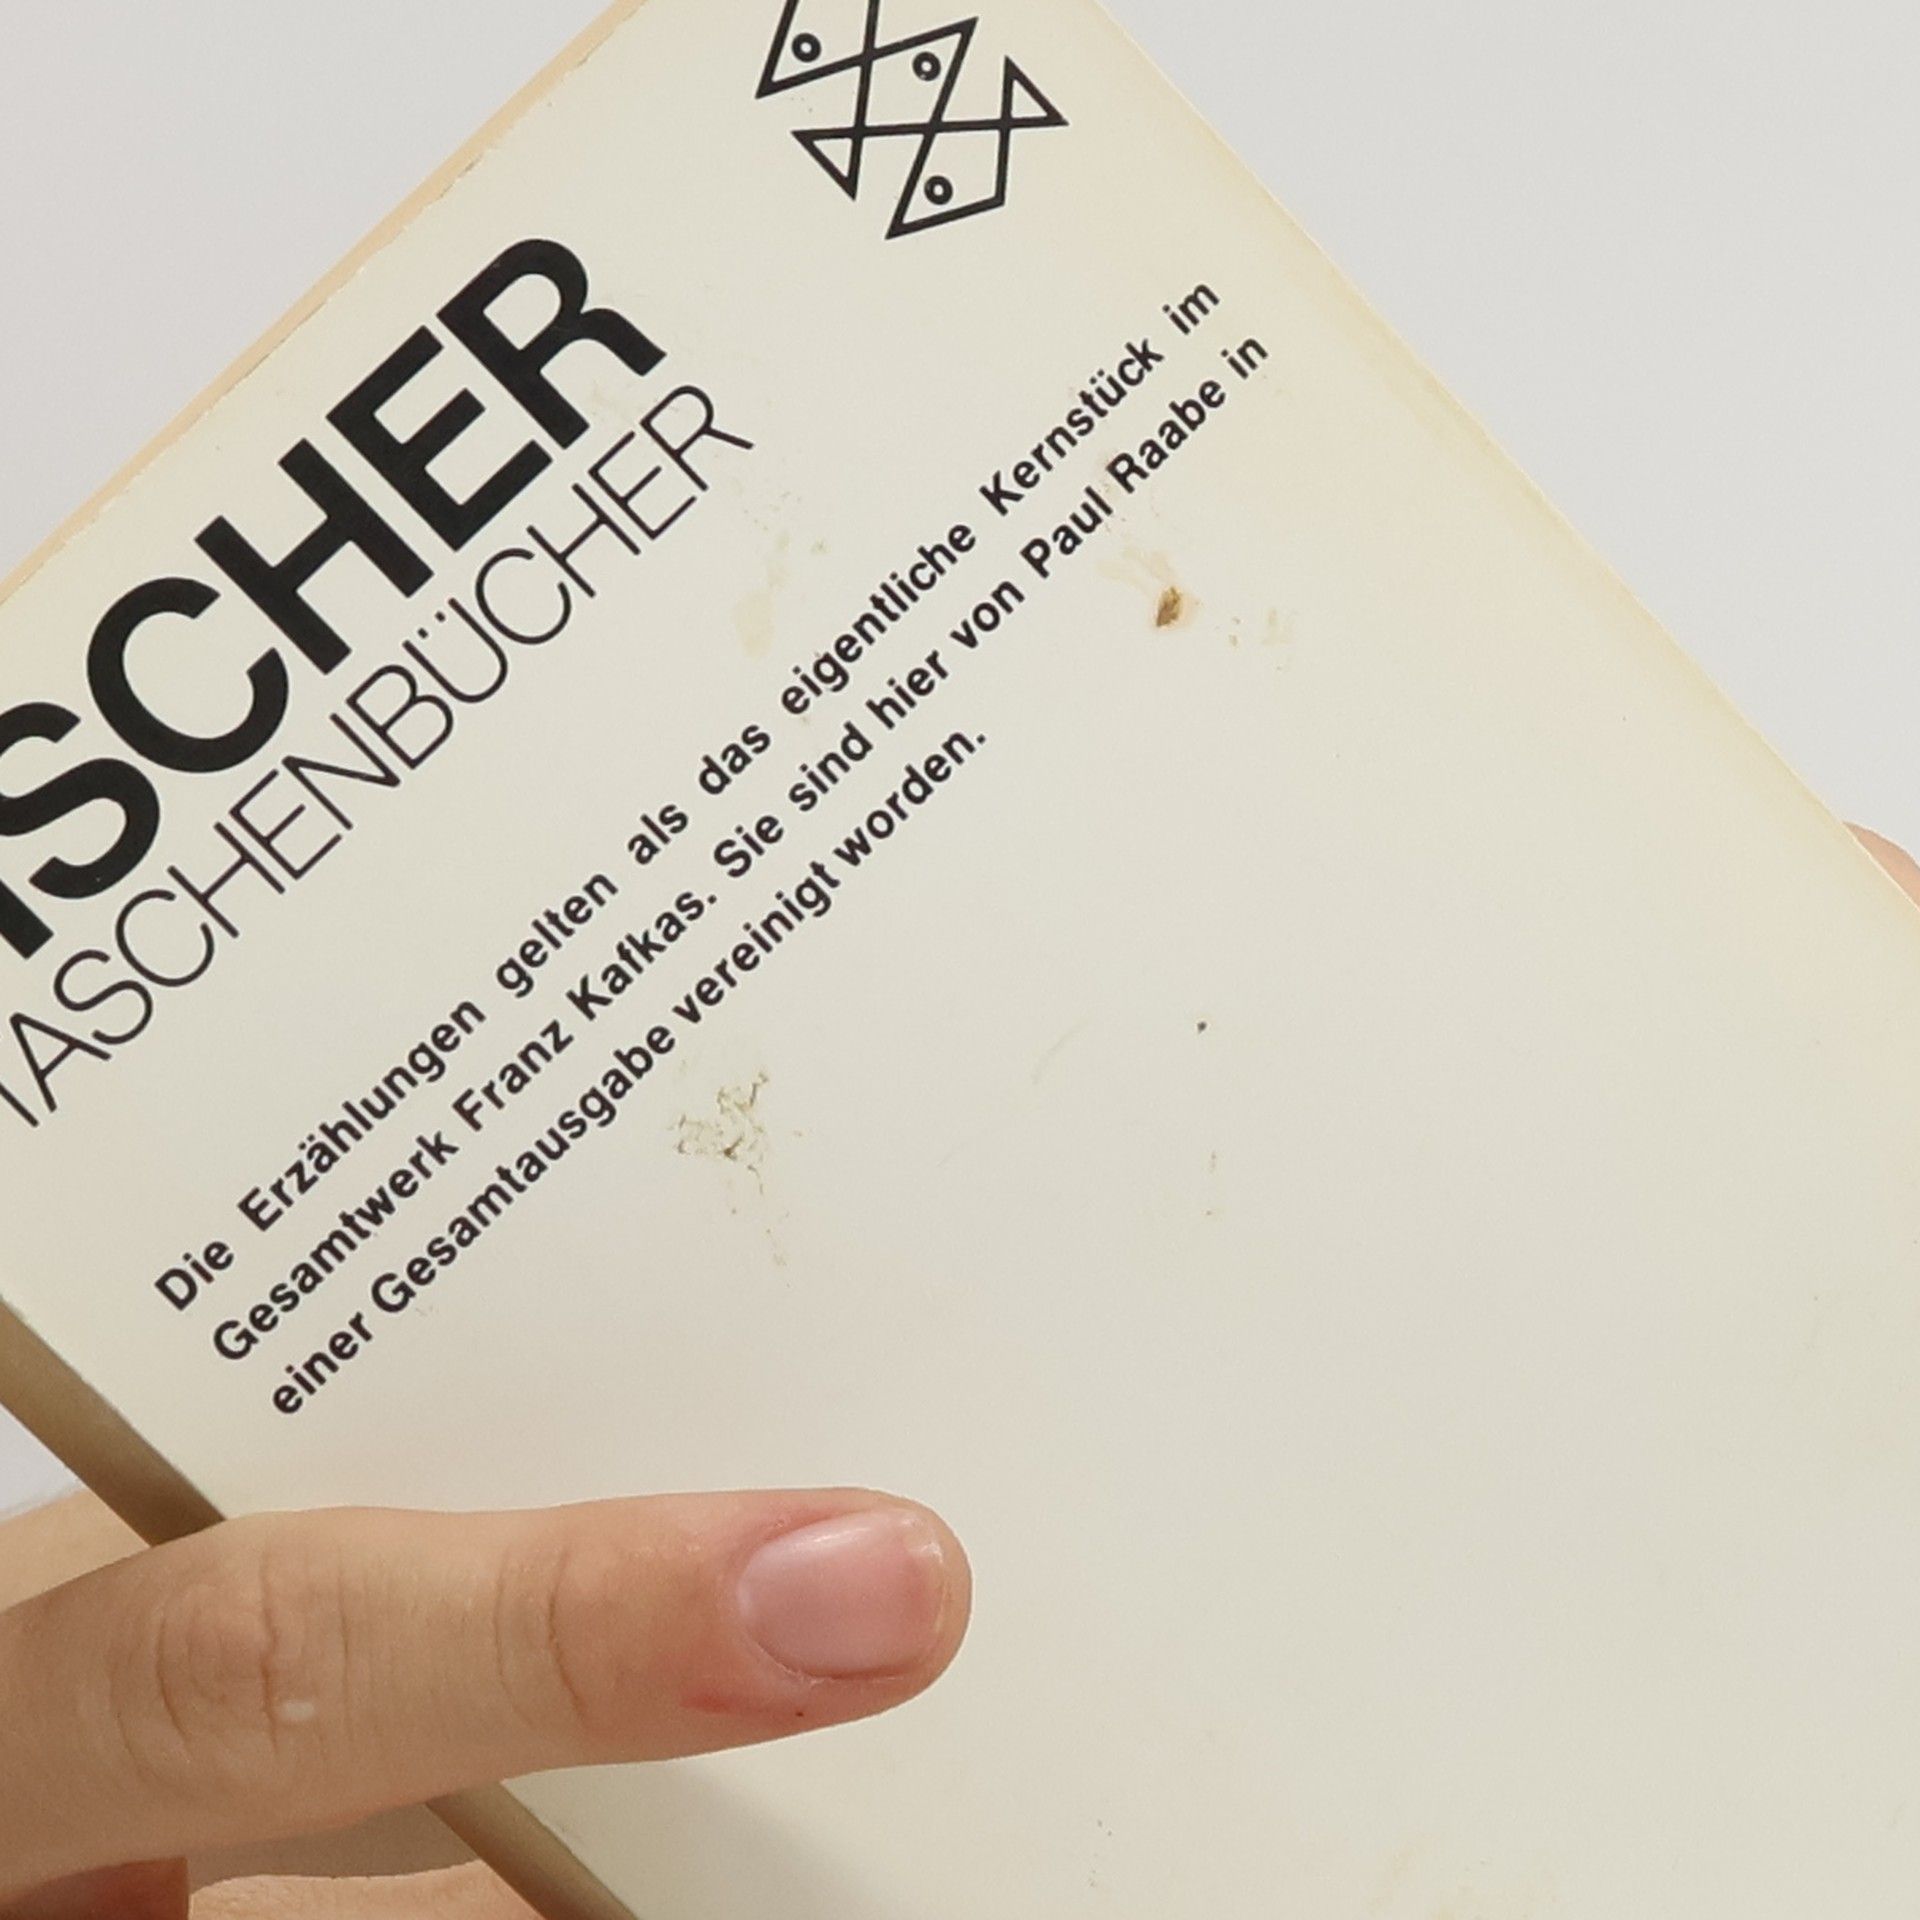 ISCHER
TASCHENBÜCHER
Die Erzählungen gelten als das eigentliche Kernstück im
Gesamtwerk Franz Kafkas. Sie sind hier von Paul Raabe in
einer Gesamtausgabe vereinigt worden.